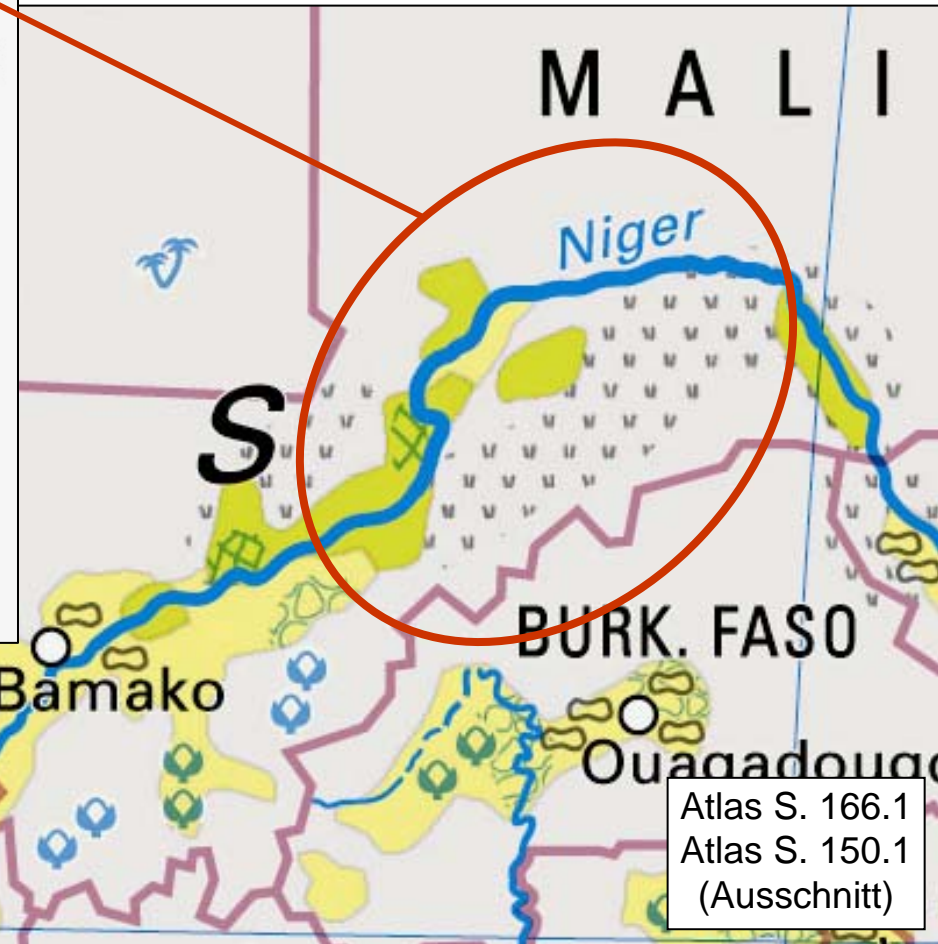 M A L I
Niger
S
BURK. FASO
Bamako
Atlas S. 166.1
Atlas S. 150.1
(Ausschnitt)